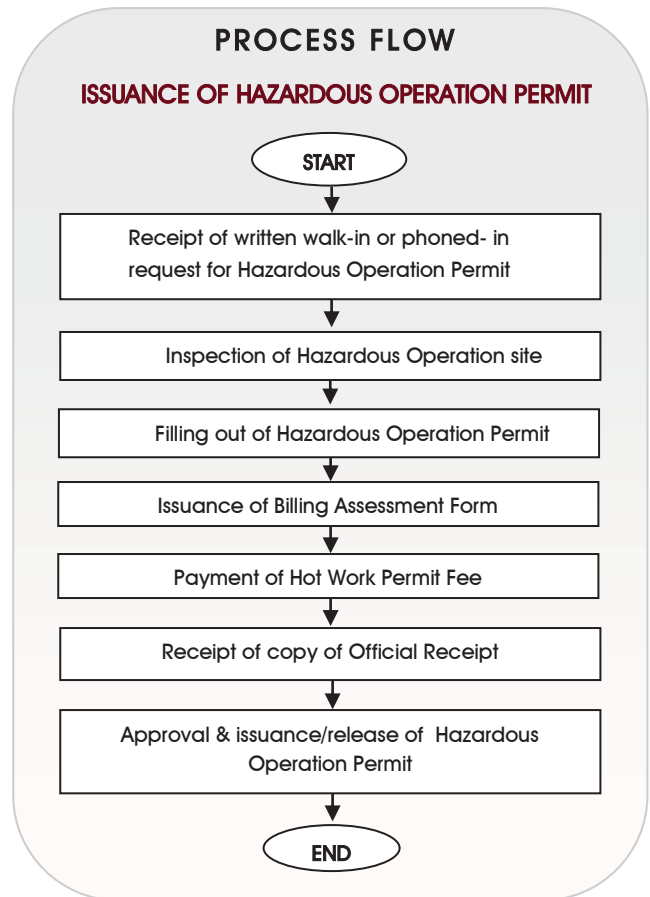 PROCESS FLOW
ISSUANCE OF HAZARDOUS OPERATION PERMIT
START
Receipt of written walk-in or phoned- in
request for Hazardous Operation Permit
Inspection of Hazardous Operation site
Filling out of Hazardous Operation Permit
Issuance of Billing Assessment Form
Payment of Hot Work Permit Fee
Receipt of copy of Official Receipt
Approval & issuance/release of  Hazardous
Operation Permit
END